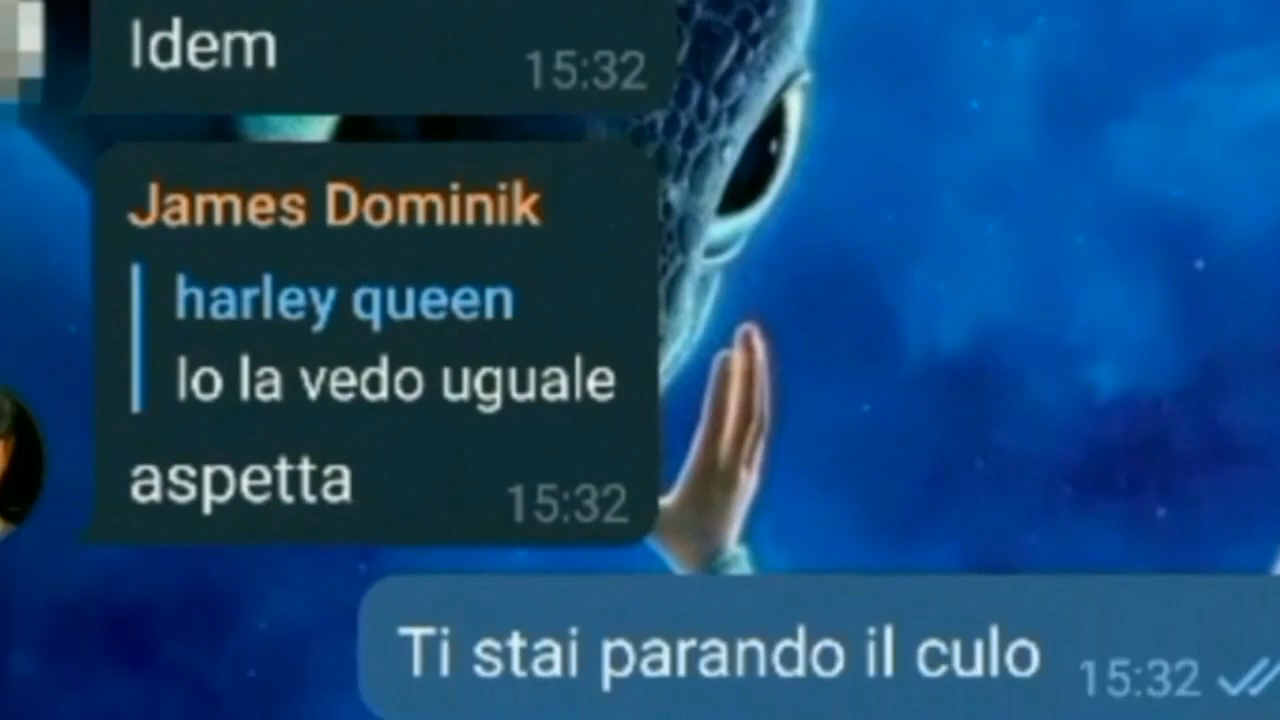 Idem
15:32
James Dominik
harley queen
Io la vedo uguale
aspetta
15:32
Ti stai parando il culo
15:32